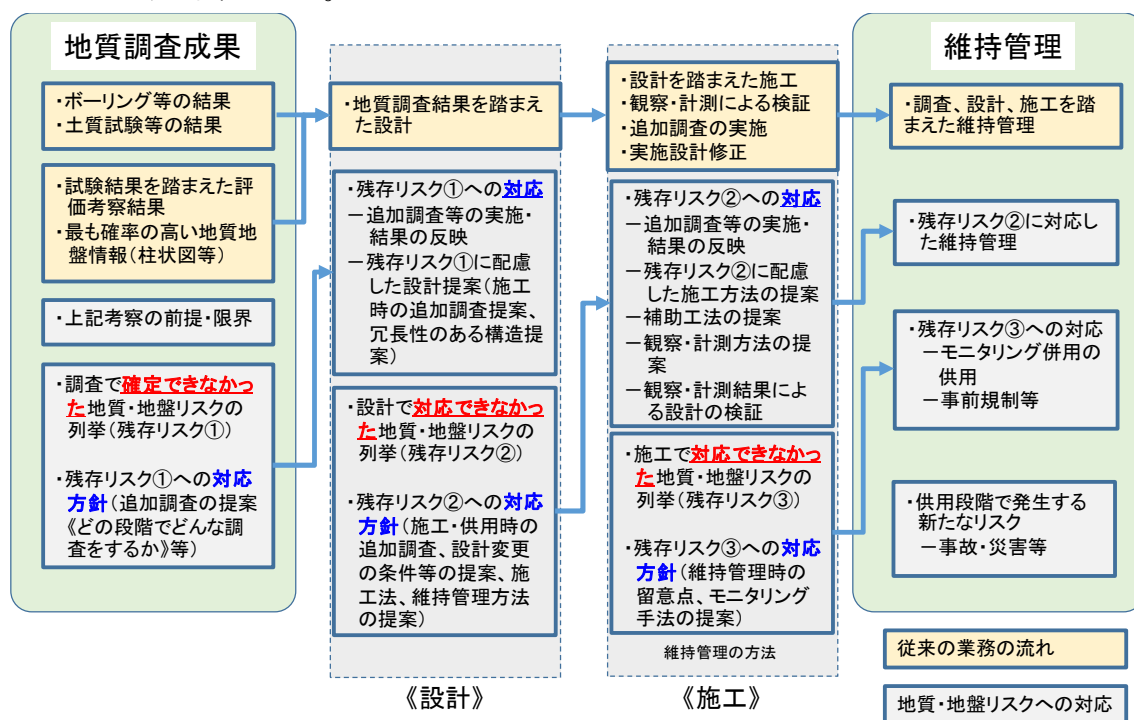 地質調査成果
・ボーリング等の結果
・土質試験等の結果
・試験結果を踏まえた評
価考察結果
・最も確率の高い地質地
盤情報(柱状図等)
・上記考察の前提・限界
・調査で確定できなかっ
た地質・地盤リスクの
列挙(残存リスク①)
・残存リスク①への対応
方針(追加調査の提案
《どの段階でどんな調
査をするか》等)
・地質調査結果を踏まえ
た設計
・残存リスク①への対応
－追加調査等の実施・
結果の反映
－残存リスク①に配慮
した設計提案(施工
時の追加調査提案、
冗長性のある構造提
案)
・設計で対応できなかっ
た地質・地盤リスクの
列挙(残存リスク②)
・残存リスク②への対応
方針(施工・供用時の
追加調査、設計変更
の条件等の提案、施
工法、維持管理方法
の提案)
《設計》
・設計を踏まえた施工
・観察・計測による検証
・追加調査の実施
・実施設計修正
・残存リスク②への対応
－追加調査等の実施・
結果の反映
－残存リスク②に配慮
した施工方法の提案
－補助工法の提案
－観察・計測方法の提
案
－観察・計測結果によ
る設計の検証
・施工で対応できなかっ
た地質・地盤リスクの
列挙(残存リスク③)
・残存リスク③への対応
方針(維持管理時の
留意点、モニタリング
手法の提案)
維持管理の方法
《施工》
維持管理
・調査、設計、施工を踏
まえた維持管理
・残存リスク②に対応し
た維持管理
・残存リスク③への対応
－モニタリング併用の
供用
－事前規制等
・供用段階で発生する
新たなリスク
－事故・災害等
従来の業務の流れ
地質・地盤リスクへの対応